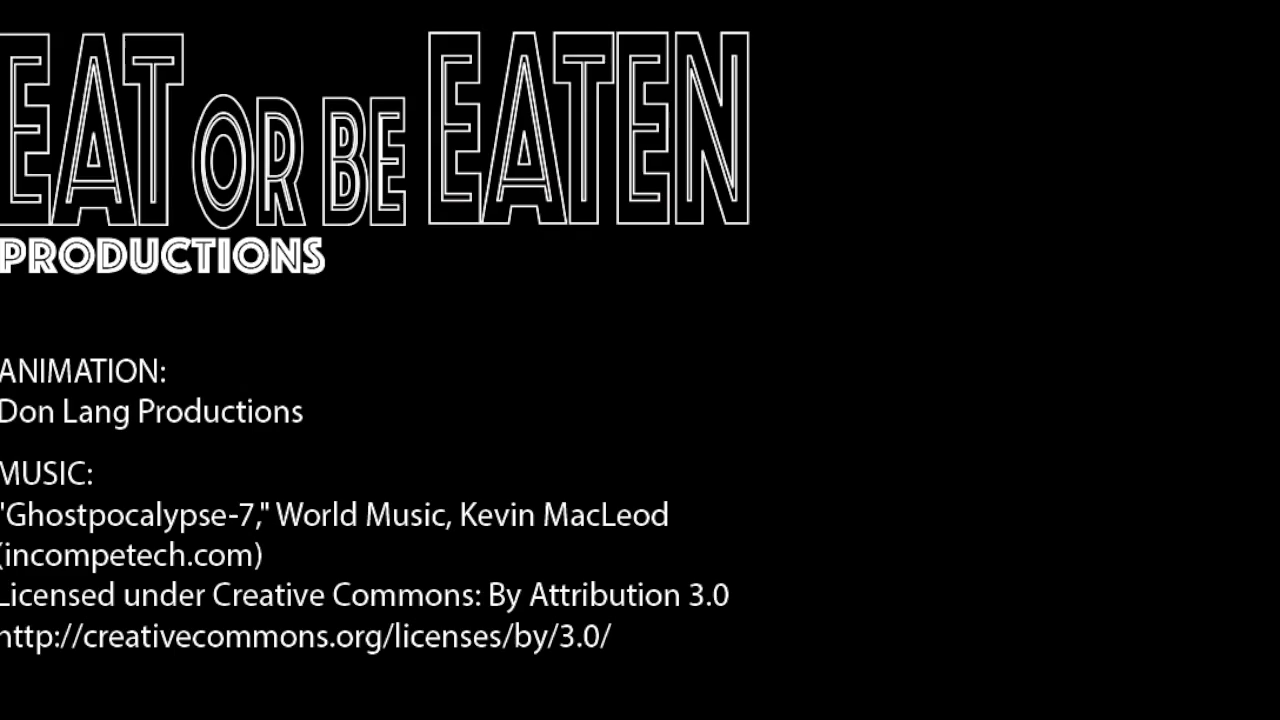 EAT OR BE EATEN
PRODUCTIONS
ANIMATION:
Don Lang Productions
MUSIC:
"Ghostpocalypse-7," World Music, Kevin MacLeod
(incompetech.com)
Licensed under Creative Commons: By Attribution 3.0
http://creativecommons.org/licenses/by/3.0/